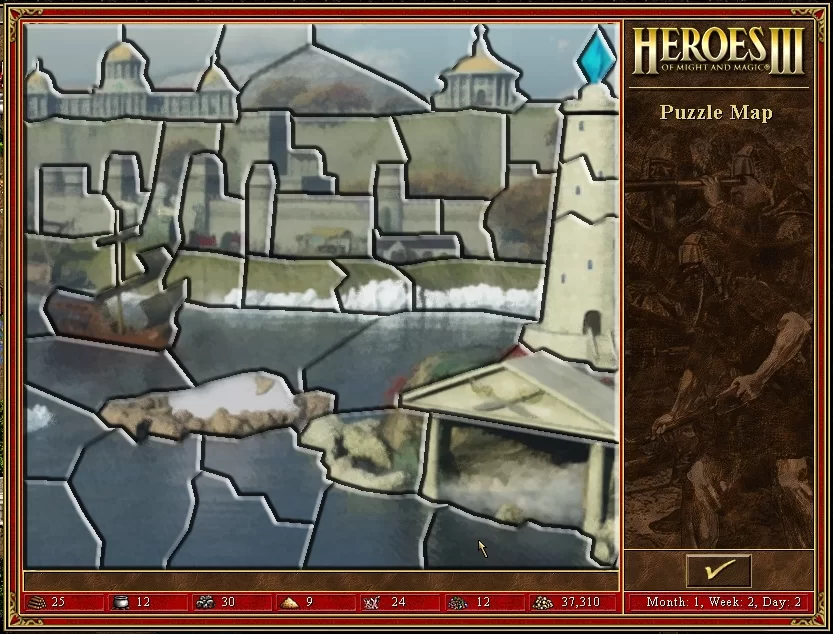 HEROES III
OF MIGHT AND MAGIC®
Puzzle Map
25 12 30 9 24 12 37,310 Month: 1, Week: 2, Day: 2